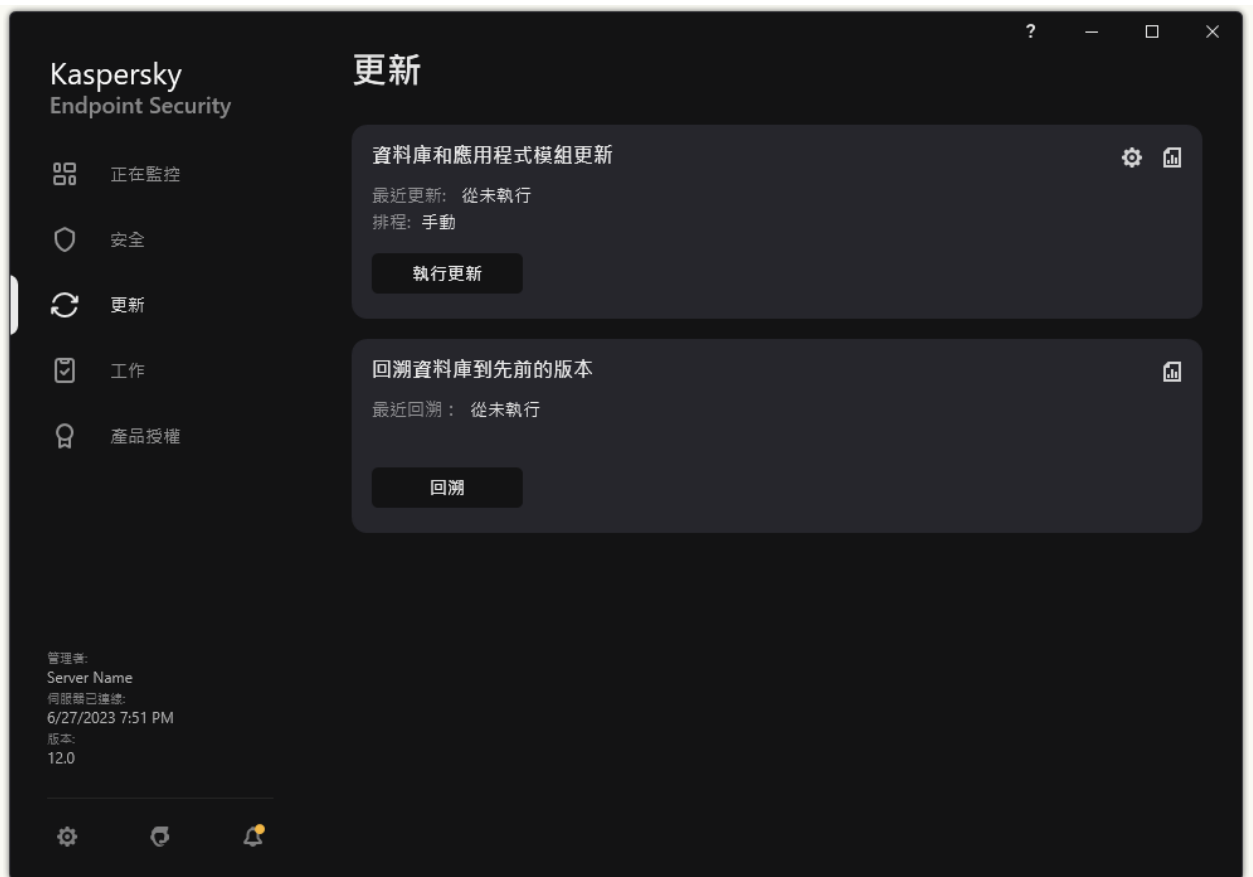 ?
Kaspersky
Endpoint Security
正在監控
安全
更新
工作
產品授權
管理者:
Server Name
伺服器已連線:
6/27/2023 7:51 PM
版本:
12.0
更新
資料庫和應用程式模組更新
最近更新: 從未執行
排程: 手動
執行更新
回溯資料庫到先前的版本
最近回溯： 從未執行
回溯